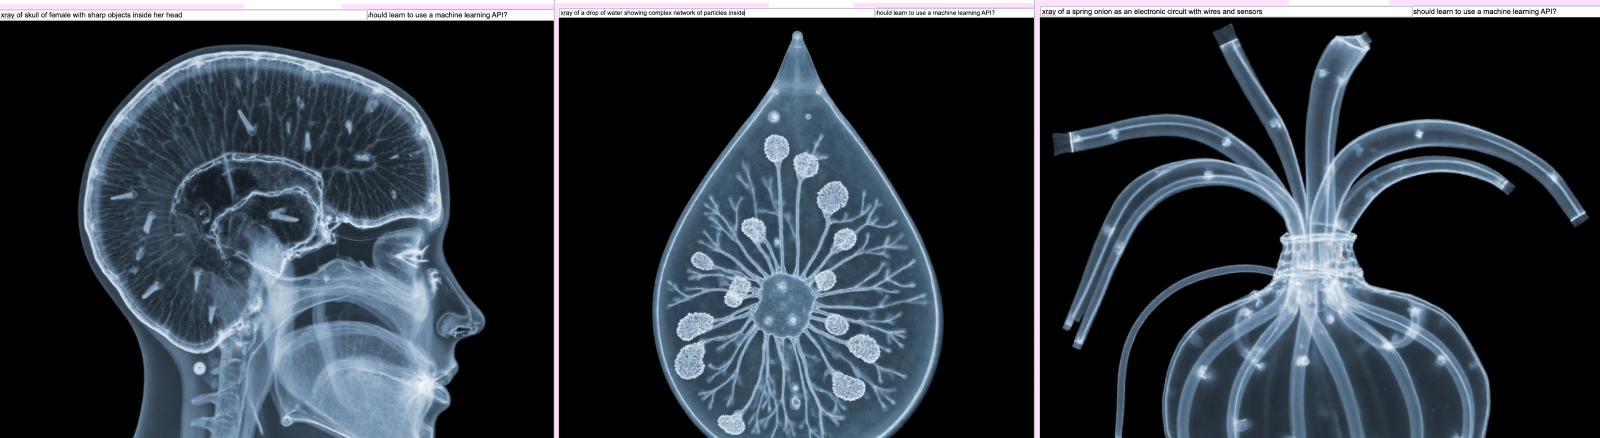 xray of skull of female with sharp objects inside her head
should learn to use a machine learning API?
xray of a drop of water showing complex network of particles inside
should learn to use a machine learning API?
xray of a spring onion as an electronic circuit with wires and sensors
should learn to use a machine learning API?